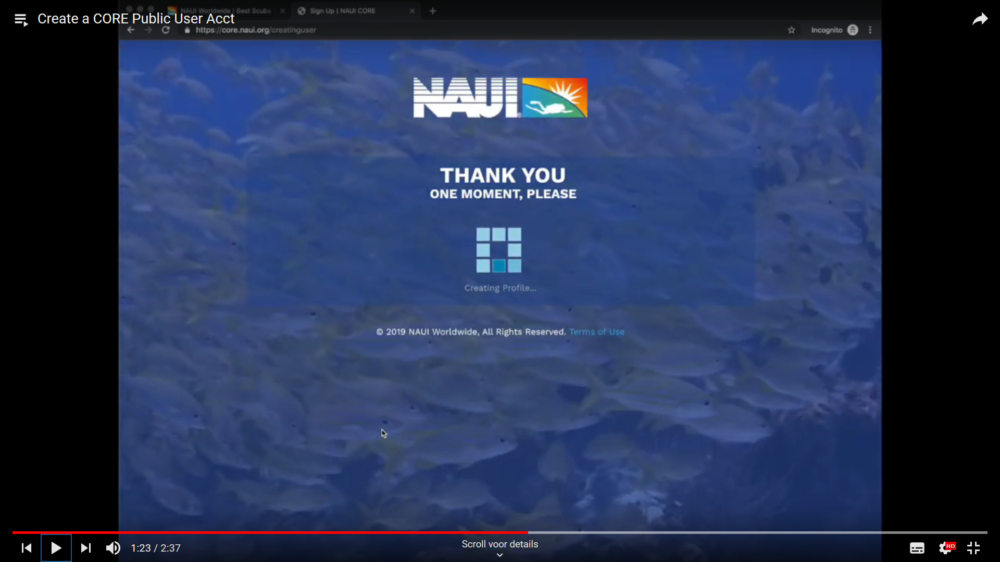 NAUI Worldwide | Best Scuba
Sign Up | NAUI CORE
Create a CORE Public User Acct
https://core.naui.org/creatinguser
Incognito
NAUI®
THANK YOU
ONE MOMENT, PLEASE
Creating Profile...
© 2019 NAUI Worldwide, All Rights Reserved. Terms of Use
1:23 / 2:37
Scroll voor details
HD